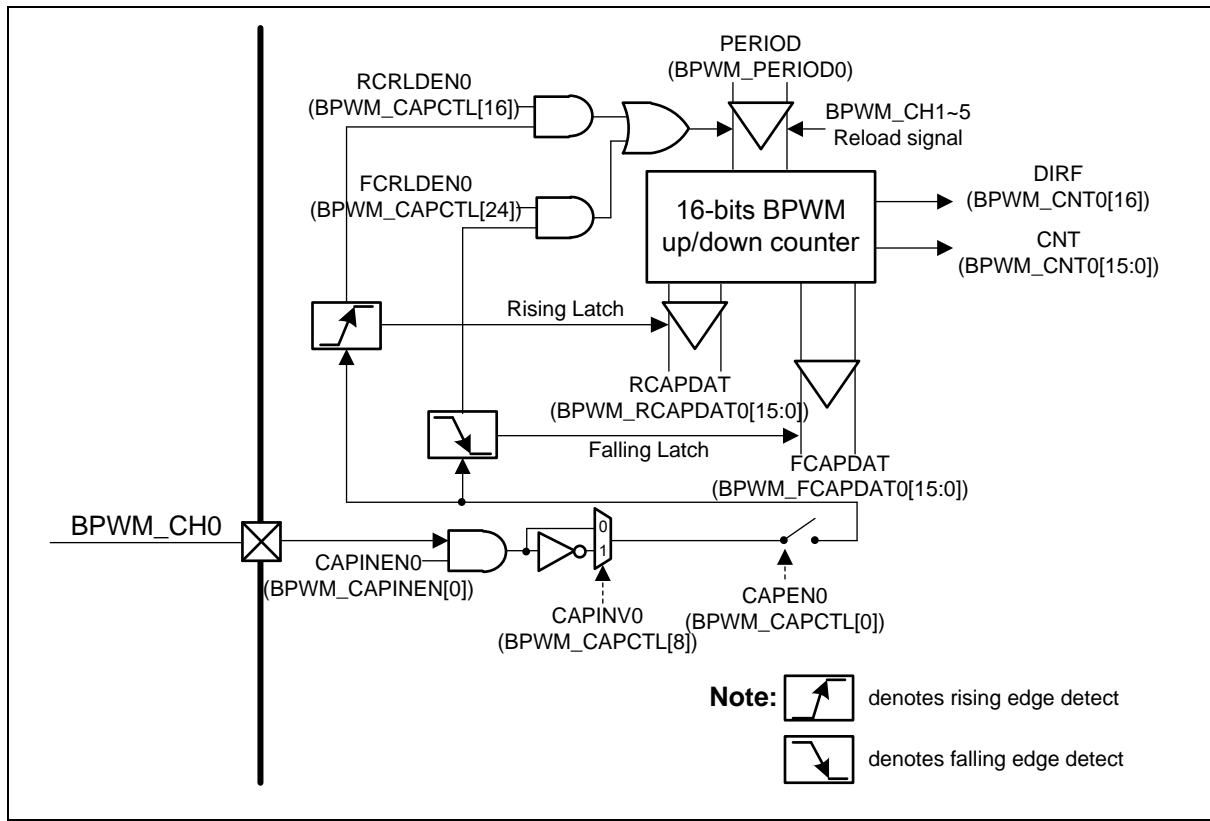 PERIOD
(BPWM_PERIOD0)
RCRLDEN0
(BPWM_CAPCTL[16])
BPWM_CH1~5
Reload signal
FCRLDEN0
(BPWM_CAPCTL[24])
16-bits BPWM
up/down counter
DIRF
(BPWM_CNT0[16])
CNT
(BPWM_CNT0[15:0])
Rising Latch
RCAPDAT
(BPWM_RCAPDAT0[15:0])
Falling Latch
FCAPDAT
(BPWM_FCAPDAT0[15:0])
BPWM_CH0
CAPINEN0
(BPWM_CAPINEN[0])
0
1
CAPINV0
(BPWM_CAPCTL[8])
CAPEN0
(BPWM_CAPCTL[0])
Note: denotes rising edge detect
denotes falling edge detect